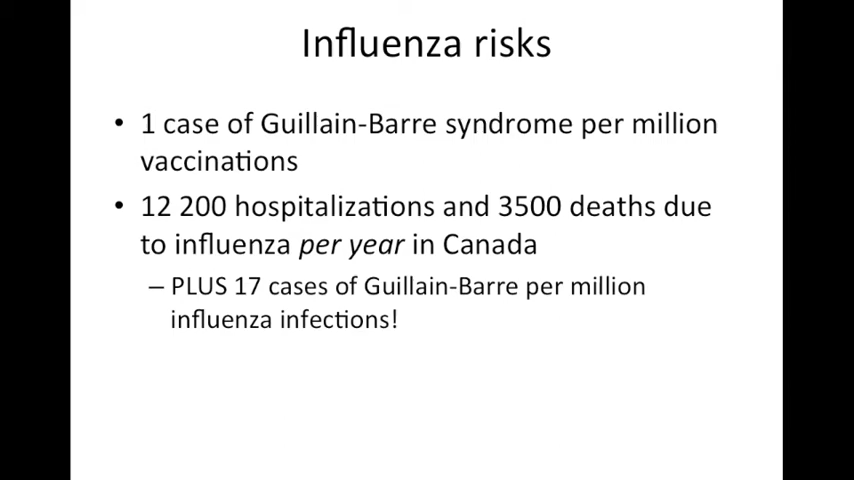 Influenza risks
• 1 case of Guillain-Barre syndrome per million
vaccinations
• 12 200 hospitalizations and 3500 deaths due
to influenza per year in Canada
– PLUS 17 cases of Guillain-Barre per million
influenza infections!